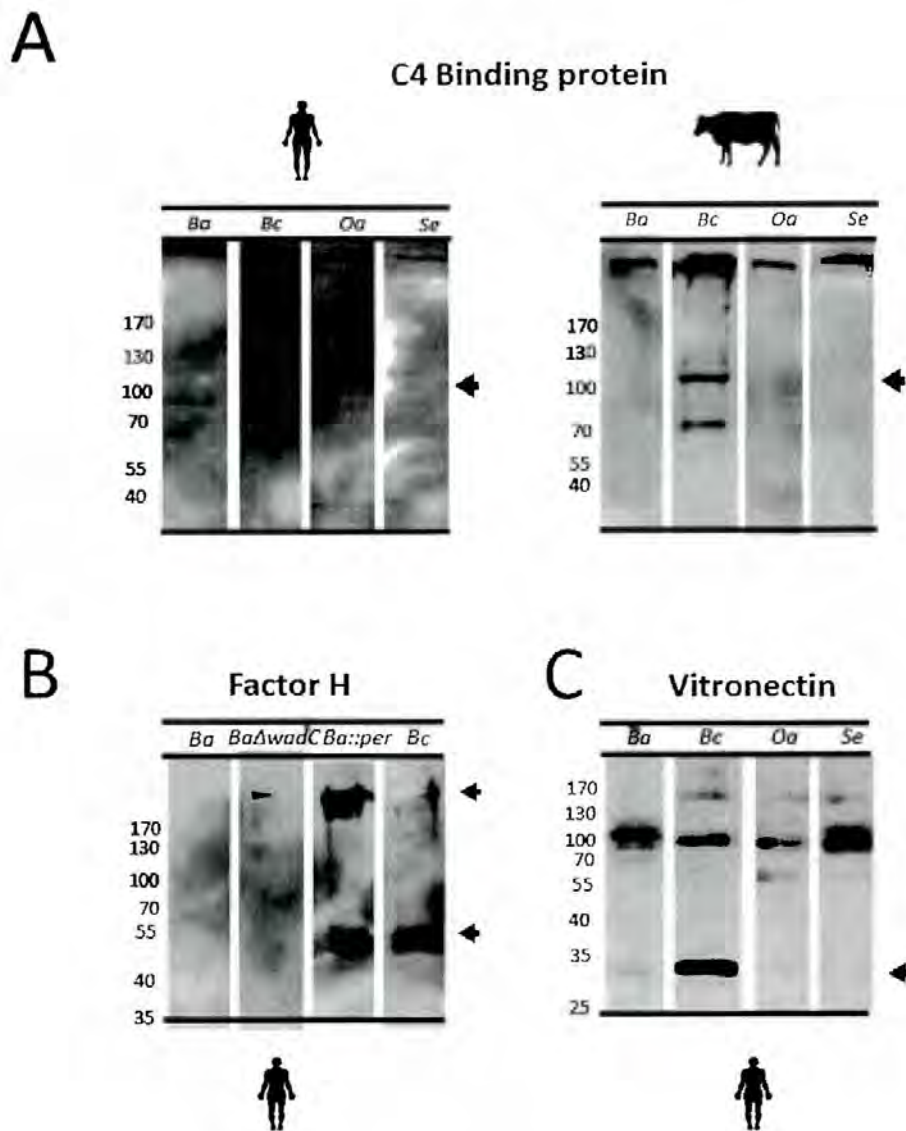 A
C4 Binding protein
Ba Bc Oa Se
170
130
100
70
55
40
Ba Bc Oa Se
170
130
100
70
55
40
B
Factor H
Ba BaΔwadC Ba::per Bc
170
130
100
70
55
40
35
C
Vitronectin
Ba Bc Oa Se
170
130
100
70
55
40
35
25